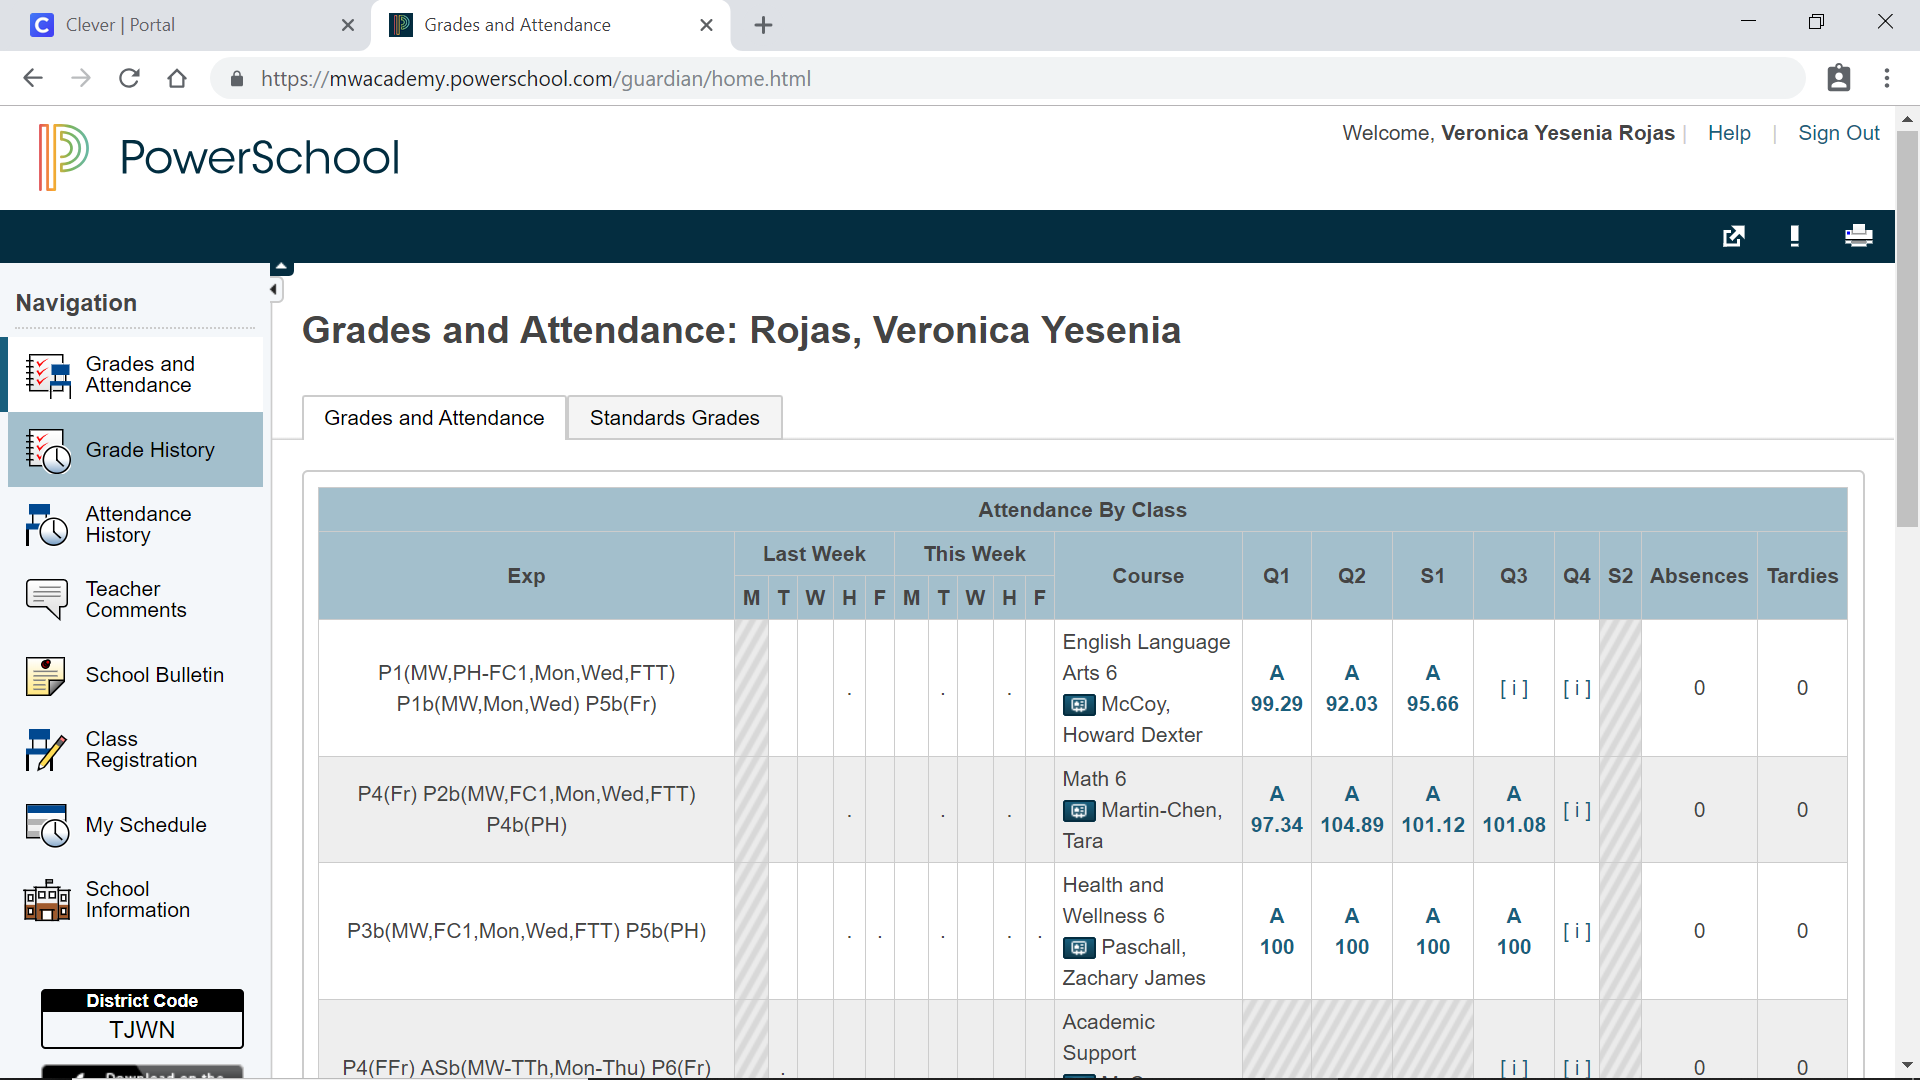 Clever | Portal
Grades and Attendance
https://mwacademy.powerschool.com/guardian/home.html
PowerSchool
Welcome, Veronica Yesenia Rojas | Help | Sign Out
Navigation
Grades and
Attendance
Grade History
Attendance
History
Teacher
Comments
School Bulletin
Class
Registration
My Schedule
School
Information
District Code
TJWN
Download on the
Grades and Attendance: Rojas, Veronica Yesenia
Grades and Attendance
Standards Grades
Attendance By Class
Exp Last Week This Week Course Q1 Q2 S1 Q3 Q4 S2 Absences Tardies
M T W H F M T W H F
P1(MW,PH-FC1,Mon,Wed,FTT)
P1b(MW,Mon,Wed) P5b(Fr)
. . .
English Language
Arts 6
McCoy,
Howard Dexter
A
99.29
A
92.03
A
95.66
[ i ]
[ i ]
0
0
P4(Fr) P2b(MW,FC1,Mon,Wed,FTT)
P4b(PH)
. . .
Math 6
Martin-Chen,
Tara
A
97.34
A
104.89
A
101.12
A
101.08
[ i ]
0
0
P3b(MW,FC1,Mon,Wed,FTT) P5b(PH)
. . . . .
Health and
Wellness 6
Paschall,
Zachary James
A
100
A
100
A
100
A
100
[ i ]
0
0
P4(FFr) ASb(MW-TTh,Mon-Thu) P6(Fr)
.
Academic
Support
[ i ]
[ i ]
0
0